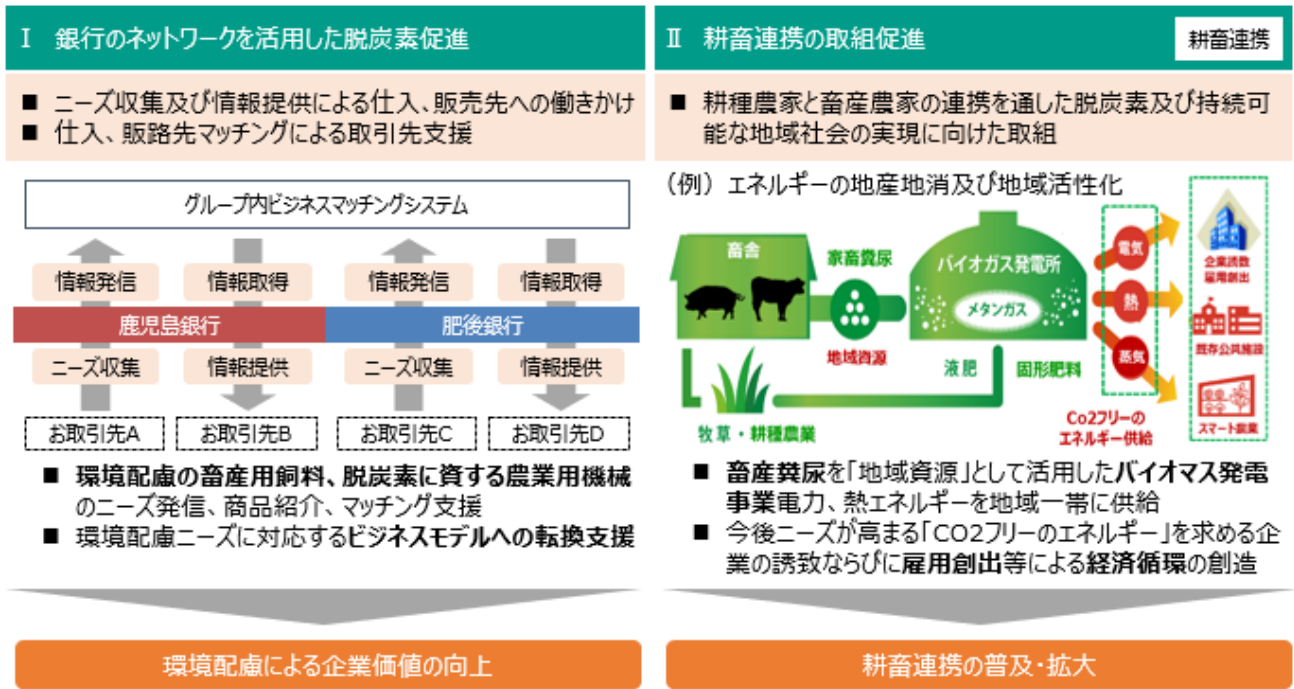 Ⅰ 銀行のネットワークを活用した脱炭素促進
■ ニーズ収集及び情報提供による仕入、販売先への働きかけ
■ 仕入、販路先マッチングによる取引先支援
グループ内ビジネスマッチングシステム
情報発信 情報取得 情報発信 情報取得
鹿児島銀行 肥後銀行
ニーズ収集 情報提供 ニーズ収集 情報提供
お取引先A お取引先B お取引先C お取引先D
■ 環境配慮の畜産用飼料、脱炭素に資する農業用機械
のニーズ発信、商品紹介、マッチング支援
■ 環境配慮ニーズに対応するビジネスモデルへの転換支援
環境配慮による企業価値の向上
Ⅱ 耕畜連携の取組促進
耕畜連携
■ 耕種農家と畜産農家の連携を通した脱炭素及び持続可
能な地域社会の実現に向けた取組
(例)エネルギーの地産地消及び地域活性化
畜舎
家畜糞尿
地域資源
バイオガス発電所
メタンガス
液肥
固形肥料
牧草・耕種農業
電気
熱
蒸気
Co2フリーの
エネルギー供給
企業誘致
雇用創出
既存公共施設
スマート農業
■ 畜産糞尿を「地域資源」として活用したバイオマス発電
事業電力、熱エネルギーを地域一帯に供給
■ 今後ニーズが高まる「CO2フリーのエネルギー」を求める企
業の誘致ならびに雇用創出等による経済循環の創造
耕畜連携の普及・拡大